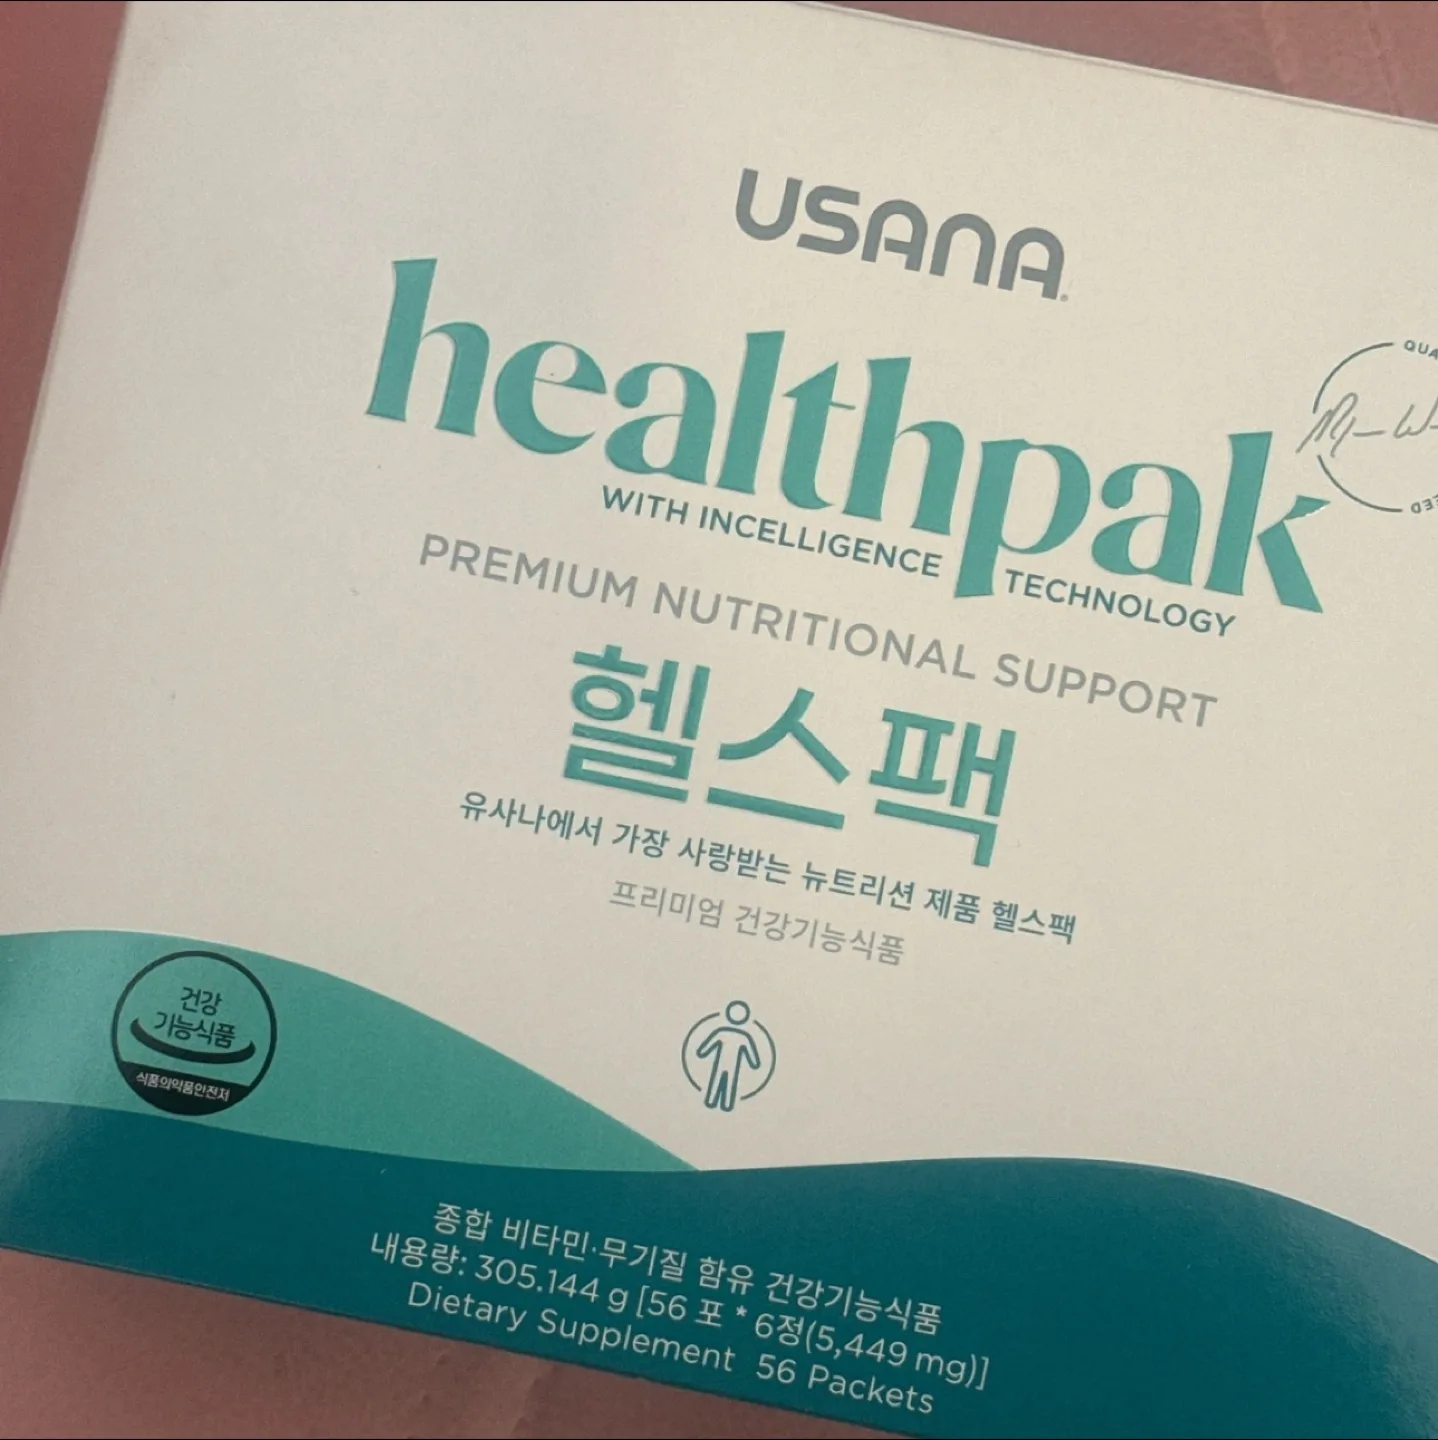 USANA
healthpak
WITH INCELLIGENCE TECHNOLOGY
PREMIUM NUTRITIONAL SUPPORT
헬스팩
유사나에서 가장 사랑받는 뉴트리션 제품 헬스팩
프리미엄 건강기능식품
건강
기능식품
식품의약품안전처
종합 비타민·무기질 함유 건강기능식품
내용량: 305.144 g [56 포 * 6정(5,449 mg)]
Dietary Supplement 56 Packets